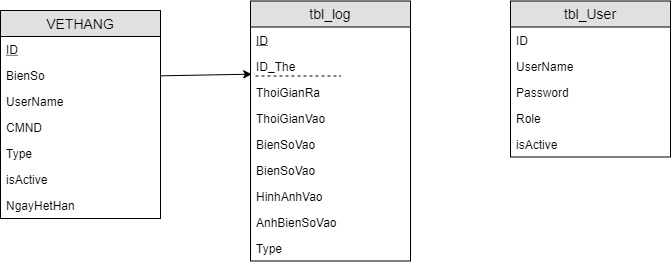 VETHANG
ID
BienSo
UserName
CMND
Type
isActive
NgayHetHan
tbl_log
ID
ID_The
ThoiGianRa
ThoiGianVao
BienSoVao
BienSoVao
HinhAnhVao
AnhBienSoVao
Type
tbl_User
ID
UserName
Password
Role
isActive